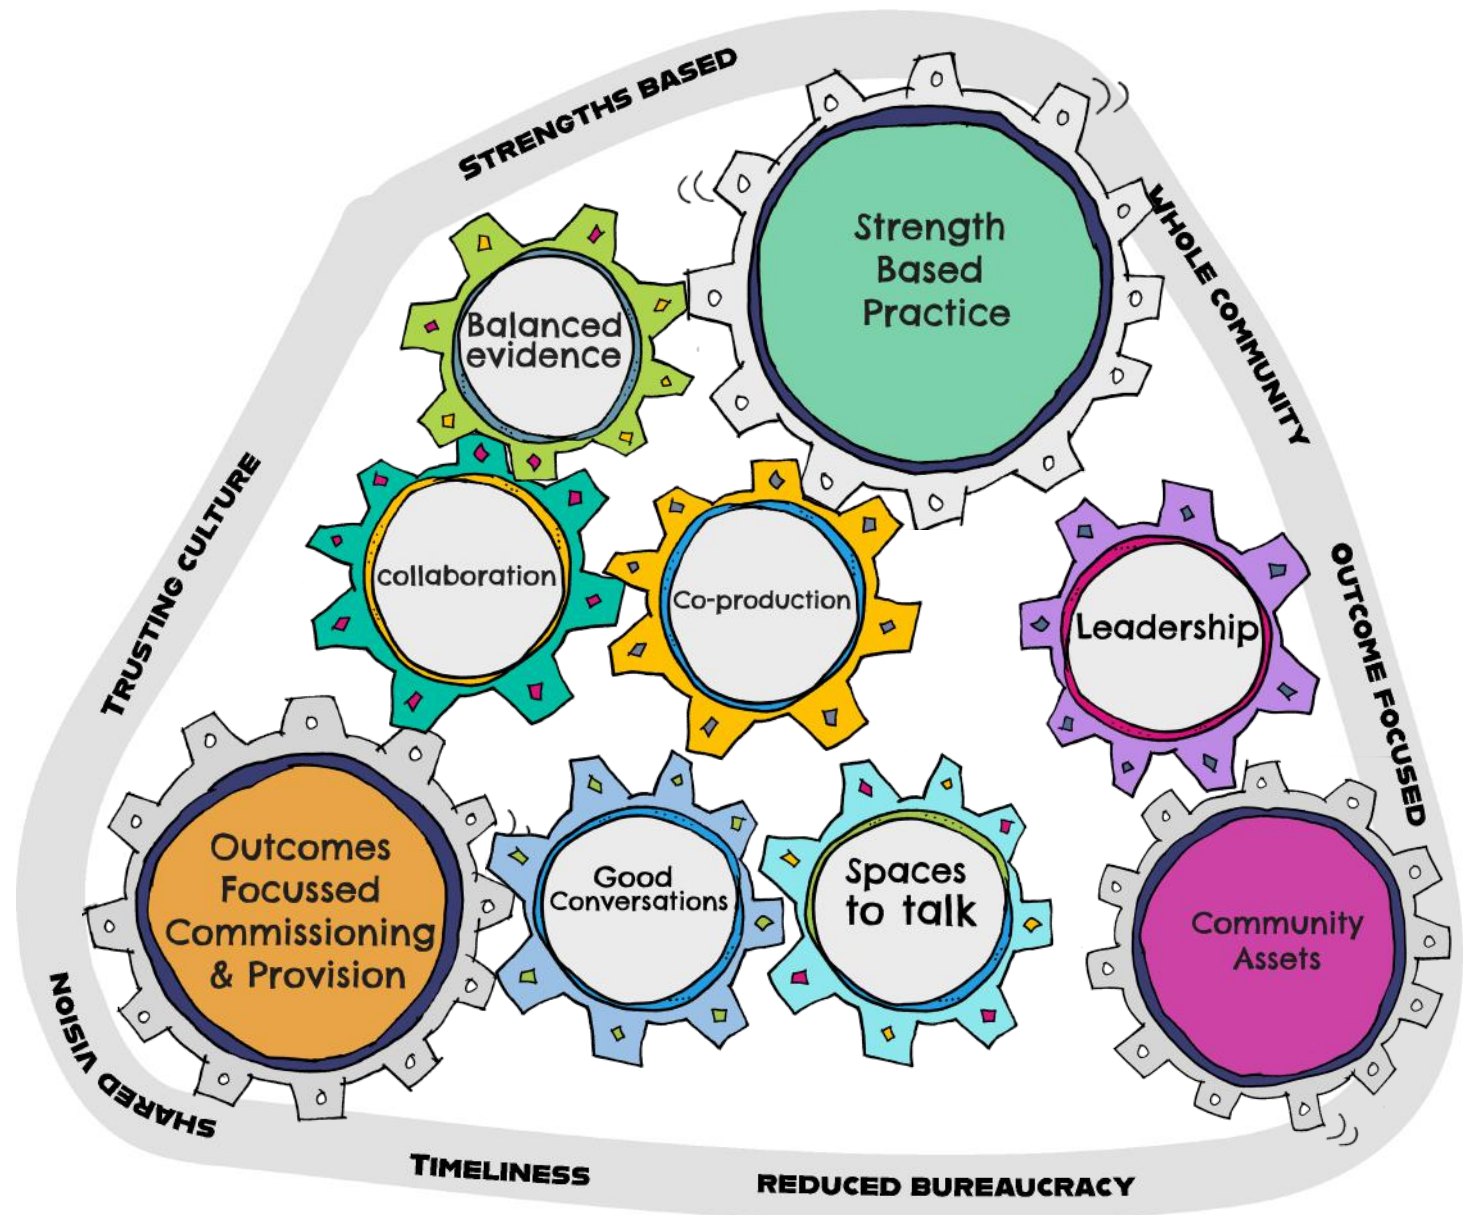 STRENGTHS BASED
WHOLE COMMUNITY
OUTCOME FOCUSED
REDUCED BUREAUCRACY
TIMELINESS
SHARED VISION
TRUSTING CULTURE
Strength
Based
Practice
Balanced
evidence
collaboration
Co-production
Leadership
Outcomes
Focussed
Commissioning
& Provision
Good
Conversations
Spaces
to talk
Community
Assets